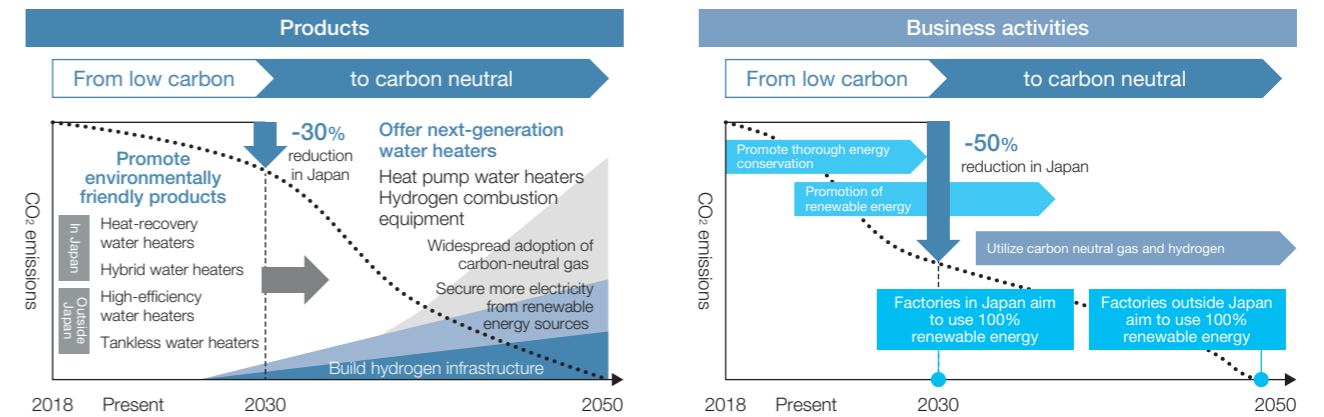 Products
From low carbon
to carbon neutral
-30%
reduction
in Japan
Offer next-generation
water heaters
Heat pump water heaters
Hydrogen combustion
equipment
Promote
environmentally
friendly products
In Japan
Heat-recovery
water heaters
Hybrid water heaters
Outside
Japan
High-efficiency
water heaters
Tankless water heaters
Widespread adoption of
carbon-neutral gas
Secure more electricity
from renewable
energy sources
Build hydrogen infrastructure
CO₂ emissions
2018
Present
2030
2050
Business activities
From low carbon
to carbon neutral
Promote thorough energy
conservation
-50%
reduction in Japan
Promotion of
renewable energy
Utilize carbon neutral gas and hydrogen
Factories in Japan aim
to use 100%
renewable energy
Factories outside Japan
aim to use 100%
renewable energy
CO₂ emissions
2018
Present
2030
2050